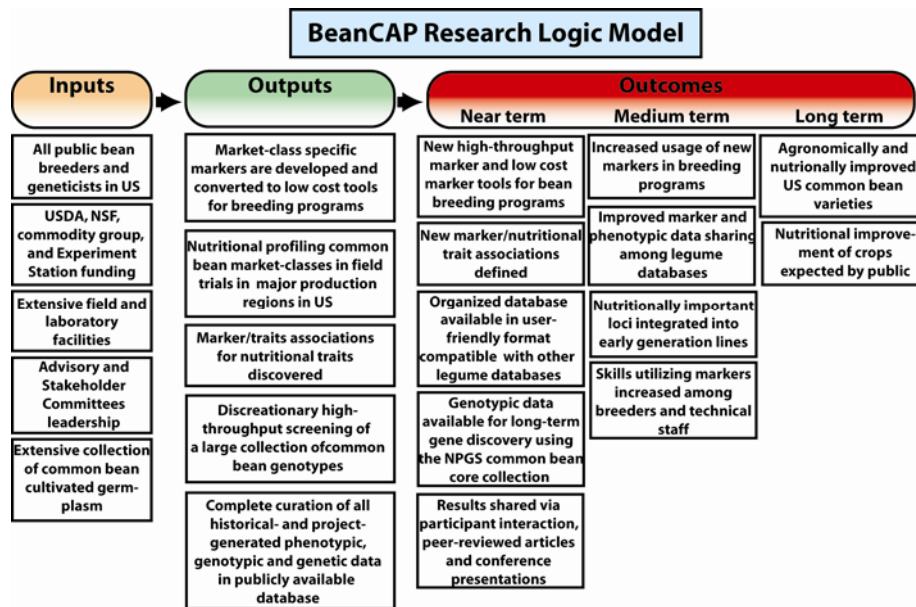 BeanCAP Research Logic Model
Inputs
Outputs
Outcomes
Near term
Medium term
Long term
All public bean
breeders and
geneticists in US
USDA, NSF,
commodity group,
and Experiment
Station funding
Extensive field and
laboratory
facilities
Advisory and
Stakeholder
Committees
leadership
Extensive collection
of common bean
cultivated germ-
plasm
Market-class specific
markers are developed and
converted to low cost tools
for breeding programs
Nutritional profiling common
bean market-classes in field
trials in major production
regions in US
Marker/traits associations
for nutritional traits
discovered
Discreationary high-
throughput screening of
a large collection ofcommon
bean genotypes
Complete curation of all
historical- and project-
generated phenotypic,
genotypic and genetic data
in publicly available
database
New high-throughput
marker and low cost
marker tools for bean
breeding programs
New marker/nutritional
trait associations
defined
Organized database
available in user-
friendly format
compatible with other
legume databases
Genotypic data
available for long-term
gene discovery using
the NPGS common bean
core collection
Results shared via
participant interaction,
peer-reviewed articles
and conference
presentations
Increased usage of new
markers in breeding
programs
Improved marker and
phenotypic data sharing
among legume
databases
Nutritionally important
loci integrated into
early generation lines
Skills utilizing markers
increased among
breeders and technical
staff
Agronomically and
nutrionally improved
US common bean
varieties
Nutritional improve-
ment of crops
expected by public